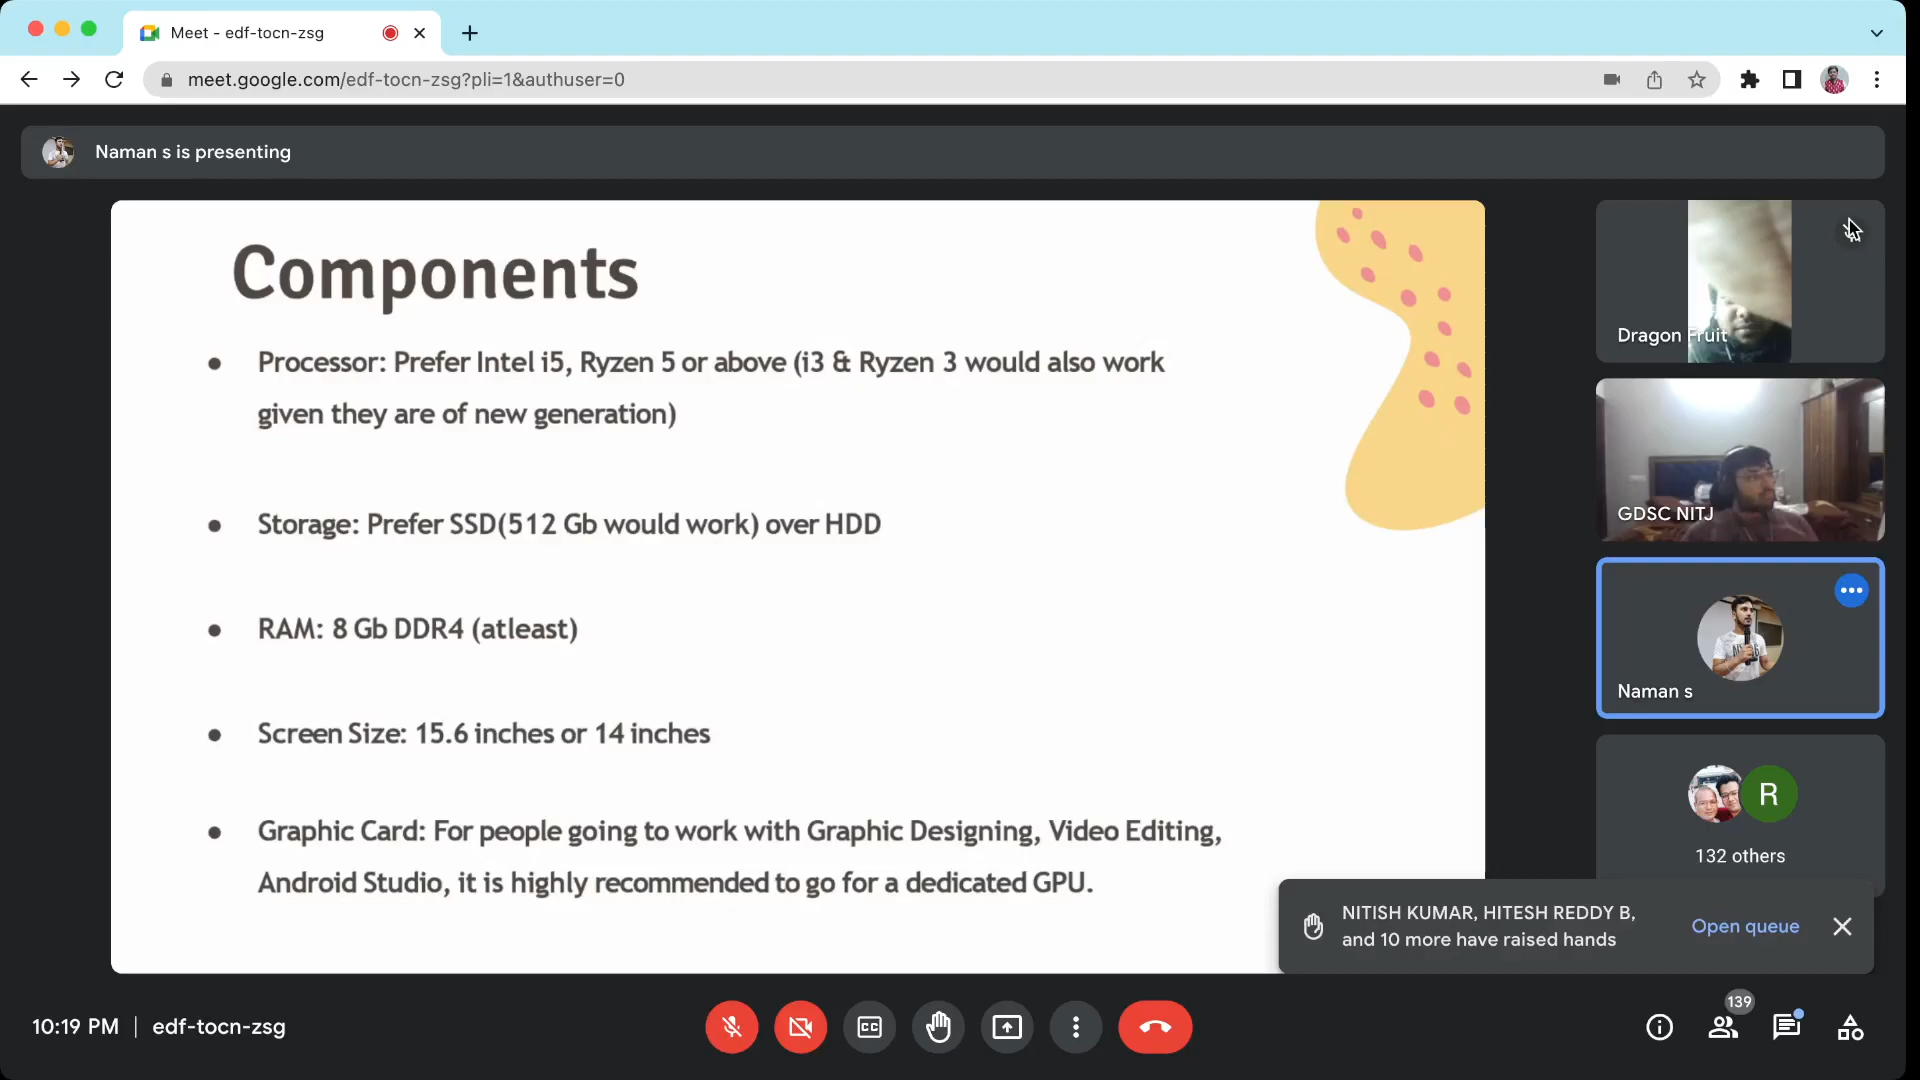 Meet - edf-tocn-zsg
meet.google.com/edf-tocn-zsg?pli=1&authuser=0
Naman s is presenting
Components
Processor: Prefer Intel i5, Ryzen 5 or above (i3 & Ryzen 3 would also work
given they are of new generation)
Storage: Prefer SSD(512 Gb would work) over HDD
RAM: 8 Gb DDR4 (atleast)
Screen Size: 15.6 inches or 14 inches
Graphic Card: For people going to work with Graphic Designing, Video Editing,
Android Studio, it is highly recommended to go for a dedicated GPU.
Dragon Fruit
GDSC NITJ
Naman s
R
132 others
NITISH KUMAR, HITESH REDDY B,
and 10 more have raised hands
Open queue
10:19 PM | edf-tocn-zsg
CC
139